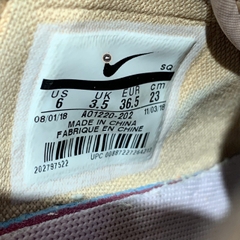 SQ
US UK EUR cm
6 3.5 36.5 23
08/01/18 AO1220-202 11/03/18
MADE IN CHINA
FABRIQUE EN CHINE
202797522
UPC